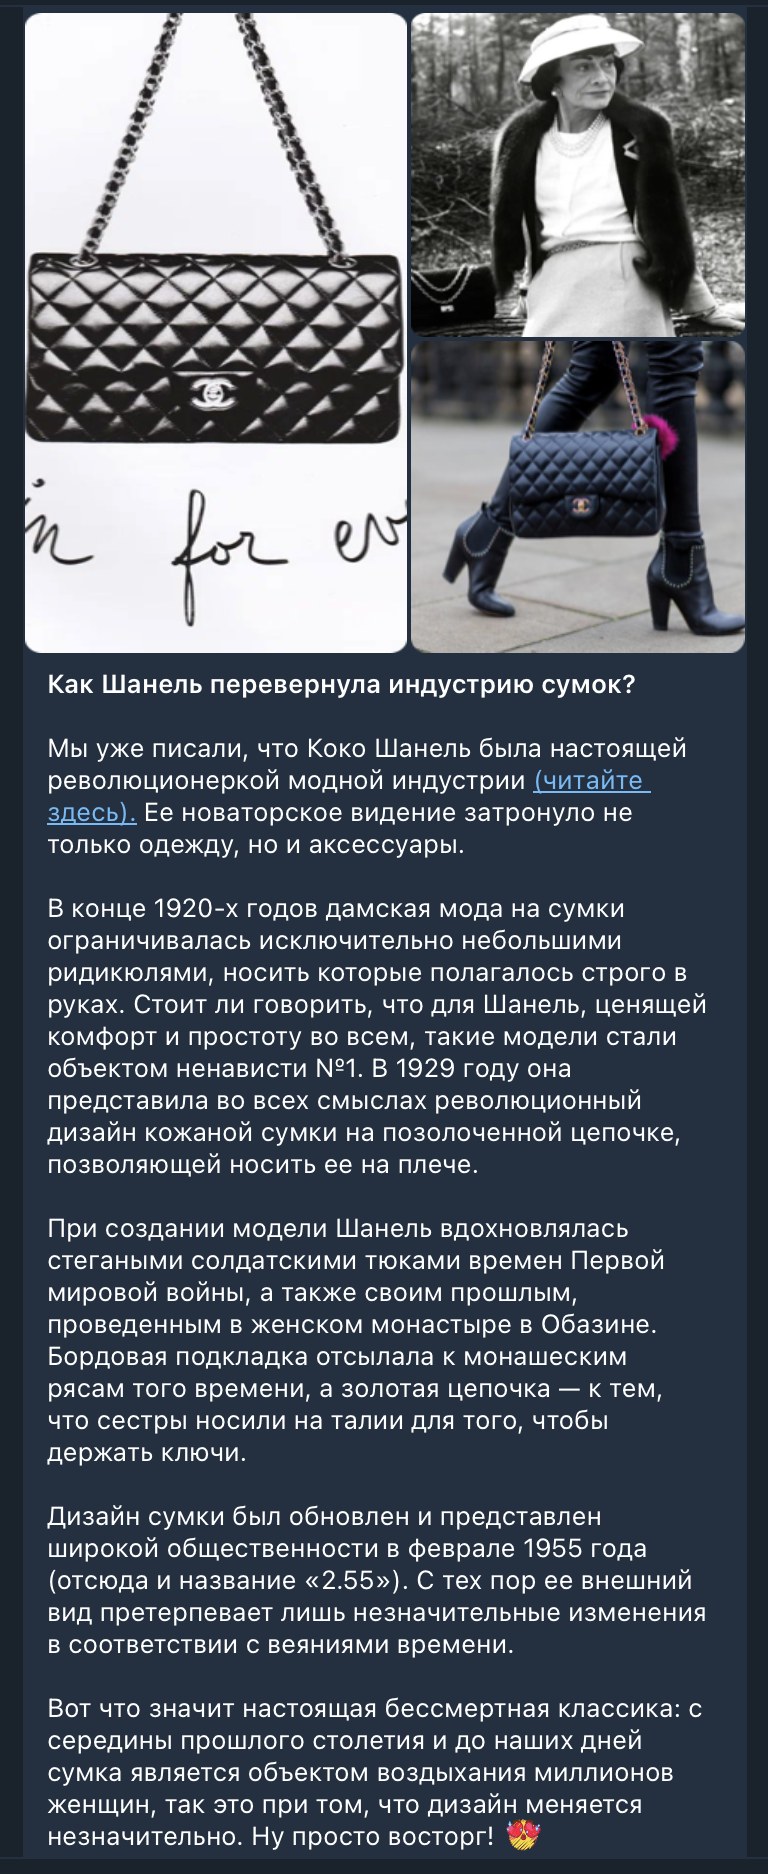 in for ev
Как Шанель перевернула индустрию сумок?
Мы уже писали, что Коко Шанель была настоящей
революционеркой модной индустрии (читайте
здесь). Ее новаторское видение затронуло не
только одежду, но и аксессуары.
В конце 1920-х годов дамская мода на сумки
ограничивалась исключительно небольшими
ридикюлями, носить которые полагалось строго в
руках. Стоит ли говорить, что для Шанель, ценящей
комфорт и простоту во всем, такие модели стали
объектом ненависти №1. В 1929 году она
представила во всех смыслах революционный
дизайн кожаной сумки на позолоченной цепочке,
позволяющей носить ее на плече.
При создании модели Шанель вдохновлялась
стегаными солдатскими тюками времен Первой
мировой войны, а также своим прошлым,
проведенным в женском монастыре в Обазине.
Бордовая подкладка отсылала к монашеским
рясам того времени, а золотая цепочка — к тем,
что сестры носили на талии для того, чтобы
держать ключи.
Дизайн сумки был обновлен и представлен
широкой общественности в феврале 1955 года
(отсюда и название «2.55»). С тех пор ее внешний
вид претерпевает лишь незначительные изменения
в соответствии с веяниями времени.
Вот что значит настоящая бессмертная классика: с
середины прошлого столетия и до наших дней
сумка является объектом воздыхания миллионов
женщин, так это при том, что дизайн меняется
незначительно. Ну просто восторг! 😍